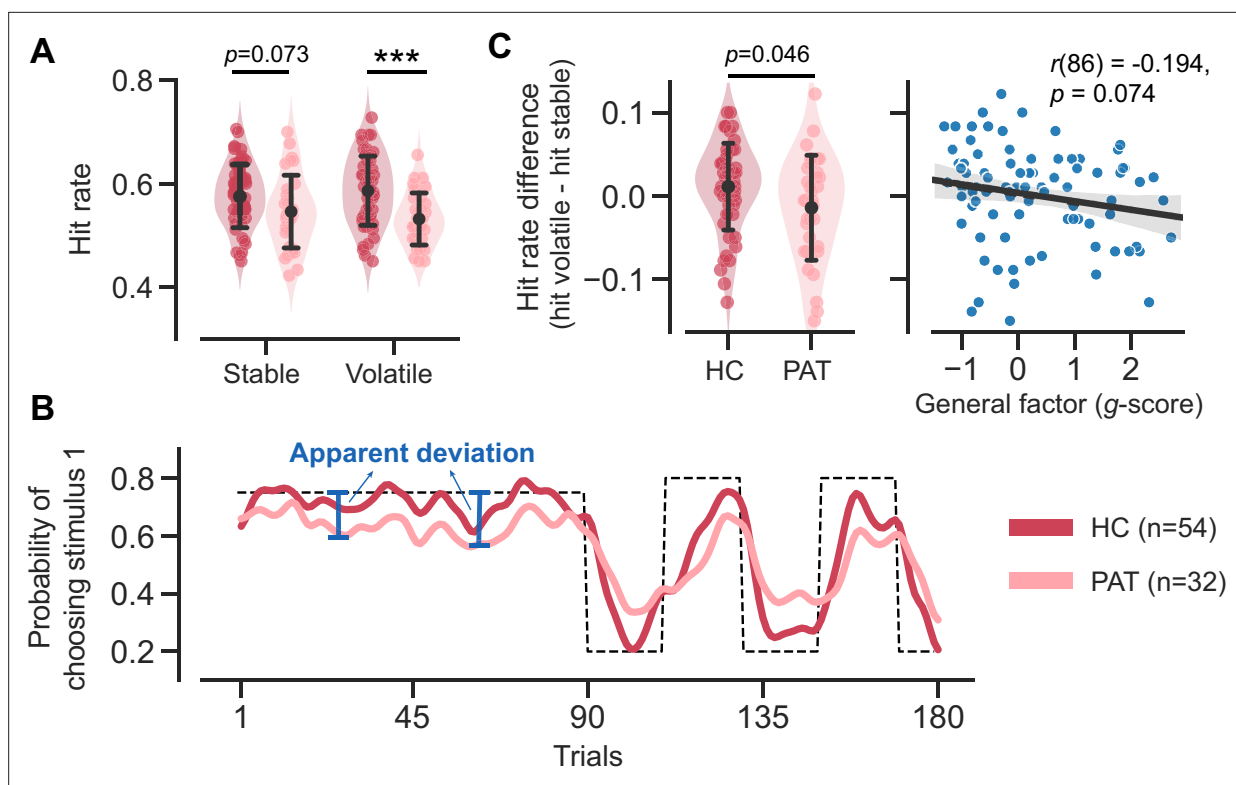 A
p=0.073
***
0.8
0.6
0.4
Hit rate
Stable
Volatile
C
p=0.046
Hit rate difference
(hit volatile - hit stable)
0.1
0.0
−0.1
HC
PAT
r(86) = -0.194,
p = 0.074
−1
0
1
2
General factor (g-score)
B
Apparent deviation
Probability of
choosing stimulus 1
0.8
0.6
0.4
0.2
1
45
90
135
180
Trials
HC (n=54)
PAT (n=32)